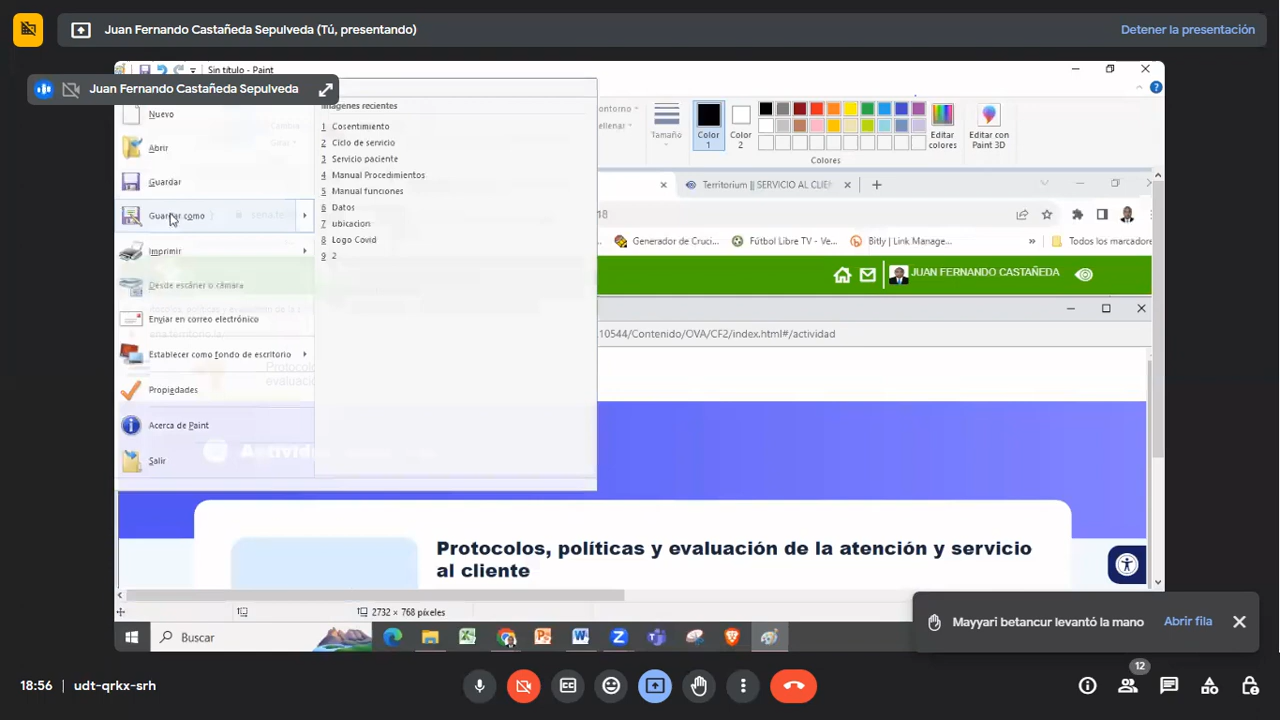 Juan Fernando Castañeda Sepulveda (Tú, presentando)
Detener la presentación
Sin título - Paint
Juan Fernando Castañeda Sepulveda
Nuevo
Abrir
Guardar
Guardar como
Imprimir
Desde escáner o cámara
Enviar en correo electrónico
Establecer como fondo de escritorio
Propiedades
Acerca de Paint
Salir
Imágenes recientes
1 Cosentimiento
2 Ciclo de servicio
3 Servicio paciente
4 Manual Procedimientos
5 Manual funciones
6 Datos
7 ubicacion
8 Logo Covid
9 2
Tamaño
Color 1
Color 2
Editar colores
Editar con Paint 3D
Colores
Territorium || SERVICIO AL CLIE
18
Generador de Cruci...
Fútbol Libre TV - Ve...
Bitly | Link Manage...
» Todos los marcadore
JUAN FERNANDO CASTAÑEDA
10544/Contenido/OVA/CF2/index.html#/actividad
Protocolos, políticas y evaluación de la atención y servicio
al cliente
2732 × 768 píxeles
Buscar
Mayyari betancur levantó la mano
Abrir fila
18:56 | udt-qrkx-srh
12